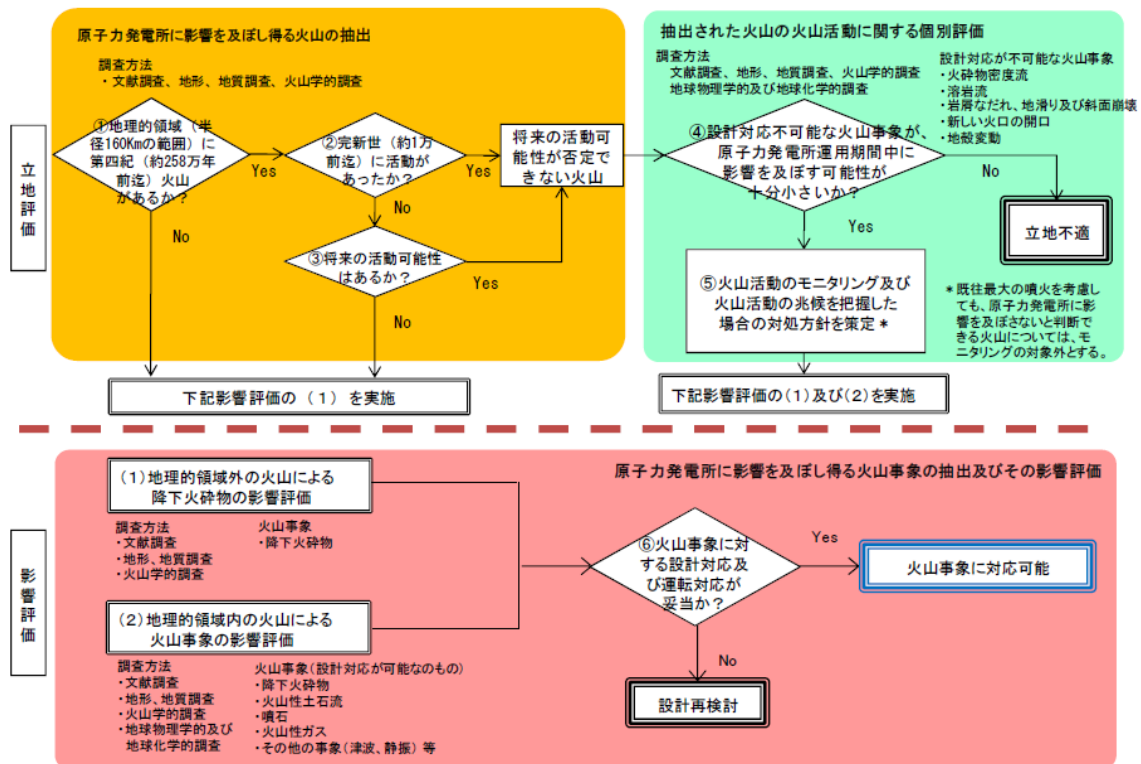 原子力発電所に影響を及ぼし得る火山の抽出
調査方法
・文献調査、地形、地質調査、火山学的調査
①地理的領域（半
径160Kmの範囲）に
第四紀（約258万年
前迄）火山
があるか？
Yes
No
②完新世（約1万
前迄）に活動が
あったか？
Yes
No
③将来の活動可能性
はあるか？
Yes
No
将来の活動可
能性が否定で
きない火山
立地評価
下記影響評価の（1）を実施
抽出された火山の火山活動に関する個別評価
調査方法
文献調査、地形、地質調査、火山学的調査
地球物理学的及び地球化学的調査
設計対応が不可能な火山事象
・火砕物密度流
・溶岩流
・岩屑なだれ、地滑り及び斜面崩壊
・新しい火口の開口
・地殻変動
④設計対応不可能な火山事象が、
原子力発電所運用期間中に
影響を及ぼす可能性が
十分小さいか？
No
Yes
立地不適
⑤火山活動のモニタリング及び
火山活動の兆候を把握した
場合の対処方針を策定＊
＊既往最大の噴火を考慮し
ても、原子力発電所に影
響を及ぼさないと判断で
きる火山については、モ
ニタリングの対象外とする。
下記影響評価の(1)及び(2)を実施
影響評価
原子力発電所に影響を及ぼし得る火山事象の抽出及びその影響評価
（1）地理的領域外の火山による
降下火砕物の影響評価
調査方法
・文献調査
・地形、地質調査
・火山学的調査
火山事象
・降下火砕物
（2）地理的領域内の火山による
火山事象の影響評価
調査方法
・文献調査
・地形、地質調査
・火山学的調査
・地球物理学的及び
地球化学的調査
火山事象（設計対応が可能なのもの）
・降下火砕物
・火山性土石流
・噴石
・火山性ガス
・その他の事象（津波、静振）等
⑥火山事象に対
する設計対応及
び運転対応が
妥当か？
Yes
No
火山事象に対応可能
設計再検討